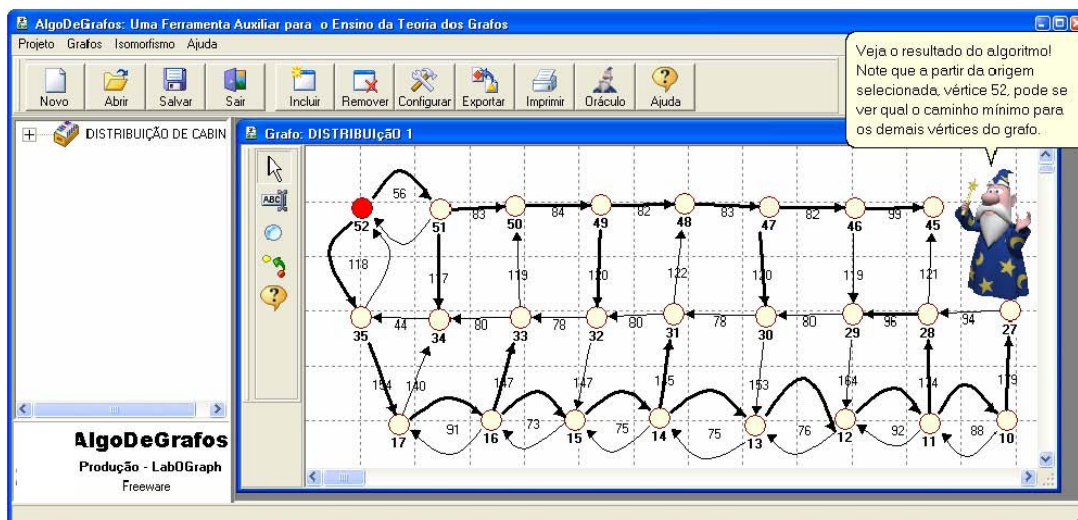 AlgoDeGrafos: Uma Ferramenta Auxiliar para o Ensino da Teoria dos Grafos
Projeto Grafos Isomorfismo Ajuda
Novo Abrir Salvar Sair Incluir Remover Configurar Exportar Imprimir Oráculo Ajuda
Veja o resultado do algoritmo!
Note que a partir da origem
selecionada, vértice 52, pode se
ver qual o caminho mínimo para
os demais vértices do grafo.
DISTRIBUIÇÃO DE CABIN
Grafo: DISTRIBUIçãO 1
ABC
56
83 84 82 83 82 99
52 51 50 49 48 47 46 45
118 117 119 120 122 120 119 121
44 80 78 80 78 80 96 94
35 34 33 32 31 30 29 28 27
154 140 147 147 145 153 164 174 179
91 73 75 75 76 92 88
17 16 15 14 13 12 11 10
AlgoDeGrafos
Produção - LabOGraph
Freeware